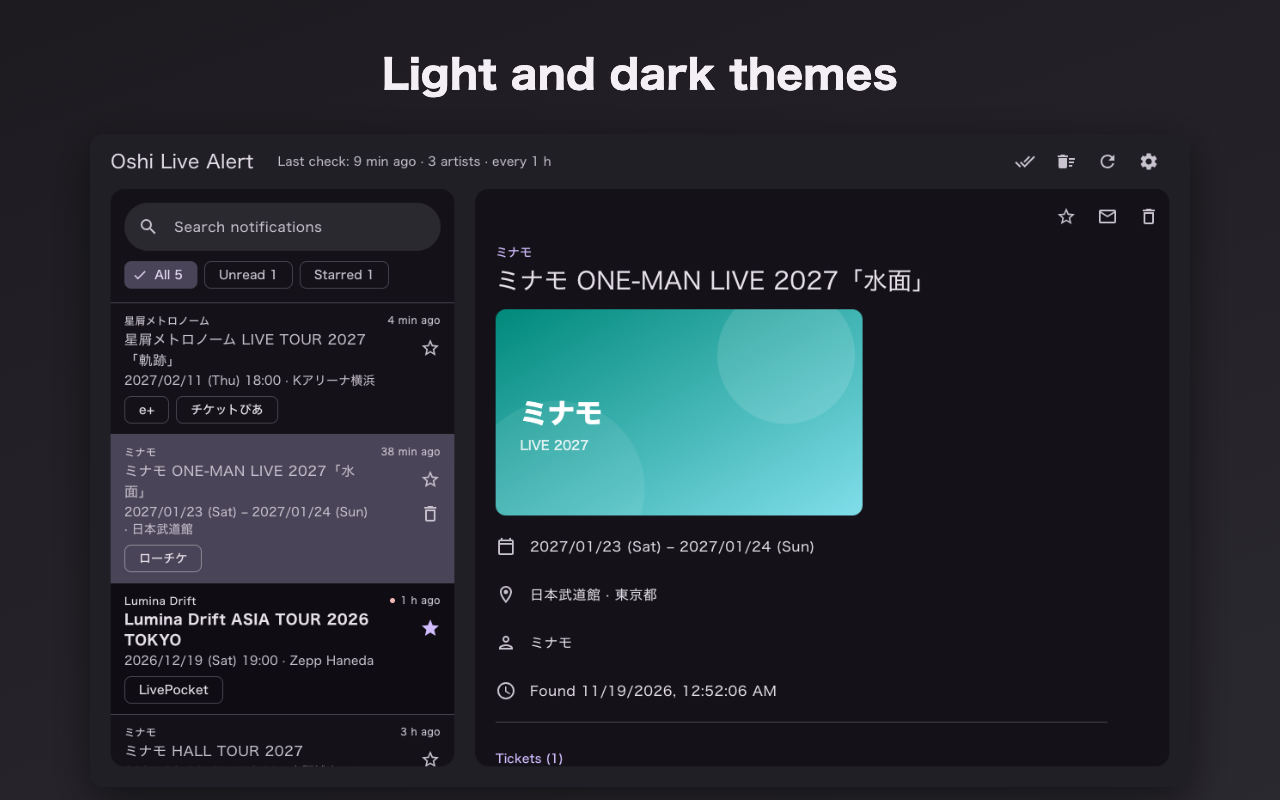 Light and dark themes
Oshi Live Alert
Last check: 9 min ago · 3 artists · every 1 h
Search notifications
All 5
Unread 1
Starred 1
星屑メトロノーム
4 min ago
星屑メトロノーム LIVE TOUR 2027
「軌跡」
2027/02/11 (Thu) 18:00 · Kアリーナ横浜
e+
チケットぴあ
ミナモ
38 min ago
ミナモ ONE-MAN LIVE 2027「水
面」
2027/01/23 (Sat) – 2027/01/24 (Sun)
· 日本武道館
ローチケ
Lumina Drift
1 h ago
Lumina Drift ASIA TOUR 2026
TOKYO
2026/12/19 (Sat) 19:00 · Zepp Haneda
LivePocket
ミナモ
3 h ago
ミナモ HALL TOUR 2027
ミナモ
ミナモ ONE-MAN LIVE 2027「水面」
ミナモ
LIVE 2027
2027/01/23 (Sat) – 2027/01/24 (Sun)
日本武道館 · 東京都
ミナモ
Found 11/19/2026, 12:52:06 AM
Tickets (1)